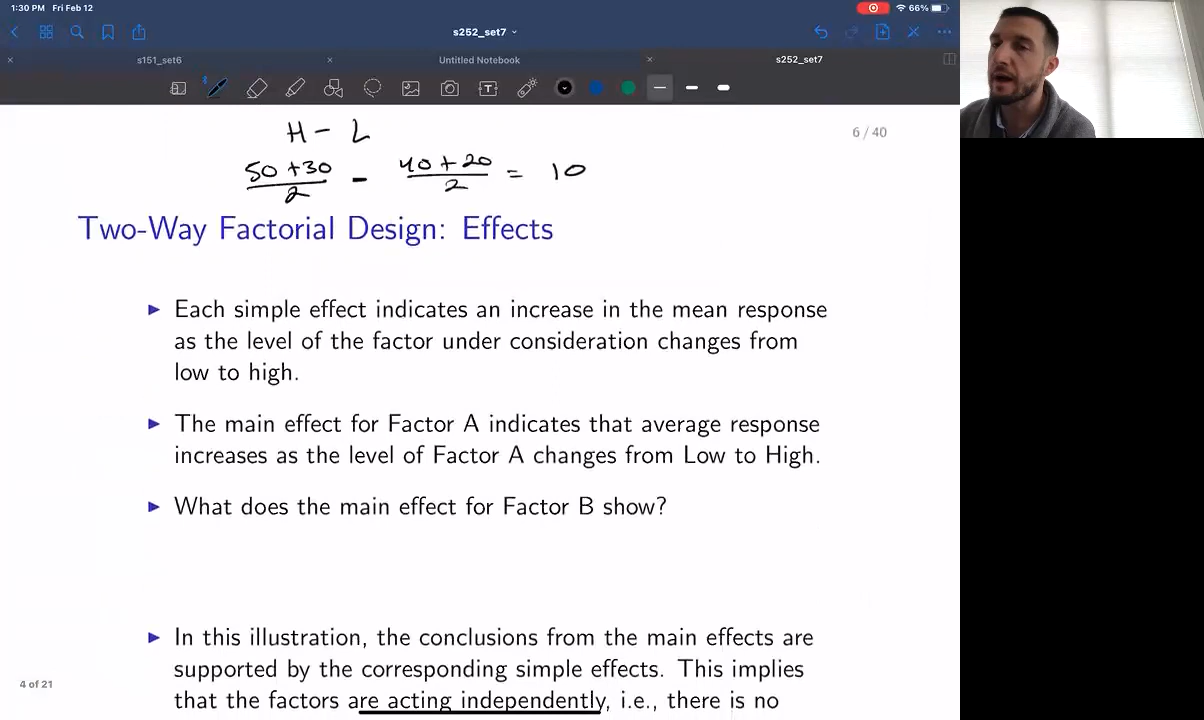 1:30 PM Fri Feb 12
66%
s252_set7
s151_set6
Untitled Notebook
s252_set7
H - L
6 / 40
50 + 30 / 2 - 40 + 20 / 2 = 10
Two-Way Factorial Design: Effects
Each simple effect indicates an increase in the mean response
as the level of the factor under consideration changes from
low to high.
The main effect for Factor A indicates that average response
increases as the level of Factor A changes from Low to High.
What does the main effect for Factor B show?
In this illustration, the conclusions from the main effects are
supported by the corresponding simple effects. This implies
4 of 21
that the factors are acting independently, i.e., there is no